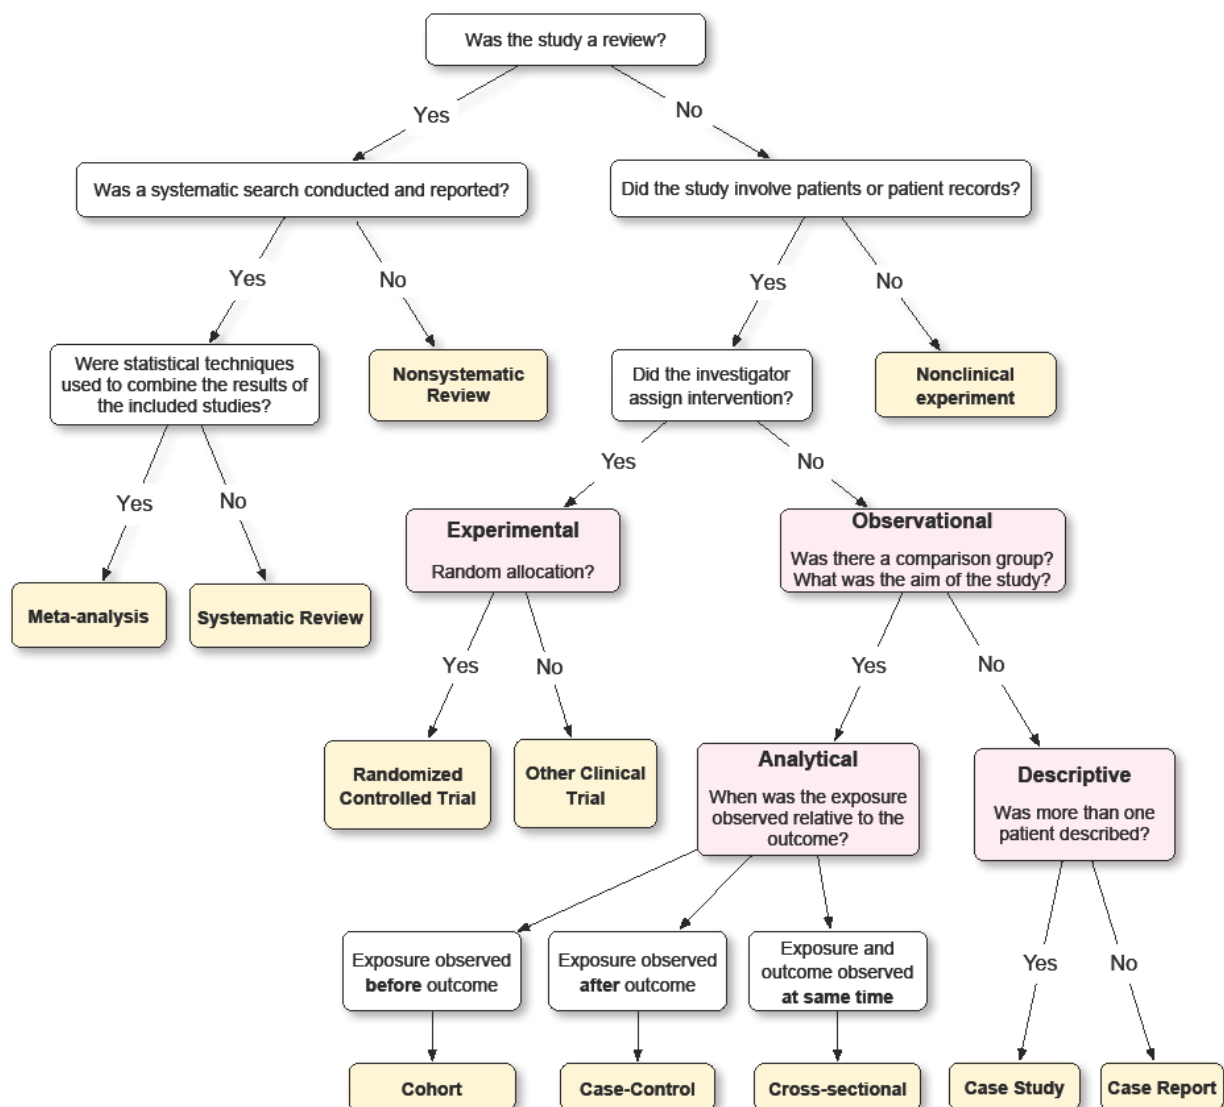 Was the study a review?
Yes
No
Was a systematic search conducted and reported?
Did the study involve patients or patient records?
Yes
No
Yes
No
Were statistical techniques
used to combine the results of
the included studies?
Nonsystematic
Review
Did the investigator
assign intervention?
Nonclinical
experiment
Yes
No
Yes
No
Experimental
Random allocation?
Observational
Was there a comparison group?
What was the aim of the study?
Meta-analysis
Systematic Review
Yes
No
Yes
No
Randomized
Controlled Trial
Other Clinical
Trial
Analytical
When was the exposure
observed relative to the
outcome?
Descriptive
Was more than one
patient described?
Exposure observed
before outcome
Exposure observed
after outcome
Exposure and
outcome observed
at same time
Yes
No
Cohort
Case-Control
Cross-sectional
Case Study
Case Report